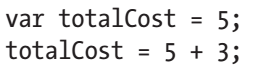 var totalCost = 5;
totalCost = 5 + 3;